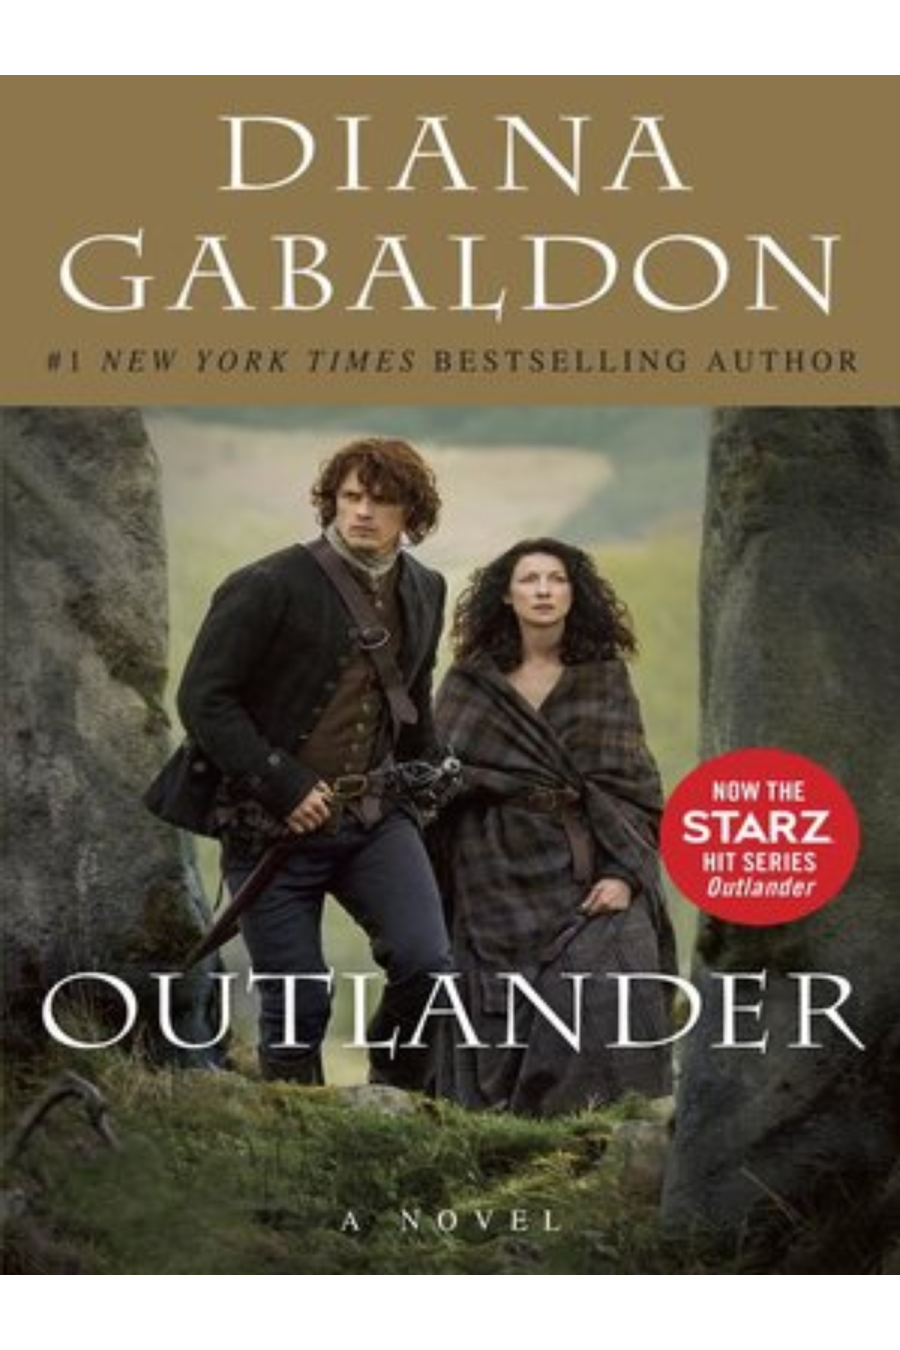 DIANA
GABALDON
#1 NEW YORK TIMES BESTSELLING AUTHOR
NOW THE
STARZ
HIT SERIES
Outlander
OUTLANDER
A NOVEL